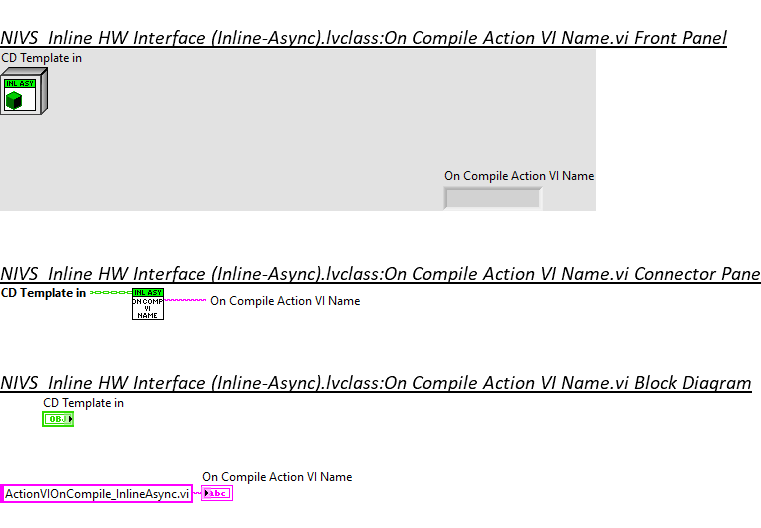 NIVS  Inline HW Interface (Inline-Async).lvclass:On Compile Action VI Name.vi Front Panel
CD Template in
INL ASY
On Compile Action VI Name
NIVS  Inline HW Interface (Inline-Async).lvclass:On Compile Action VI Name.vi Connector Pane
CD Template in
INL ASY
ON COMP
VI
NAME
On Compile Action VI Name
NIVS  Inline HW Interface (Inline-Async).lvclass:On Compile Action VI Name.vi Block Diagram
CD Template in
OBJ
On Compile Action VI Name
ActionVIOnCompile_InlineAsync.vi
abc